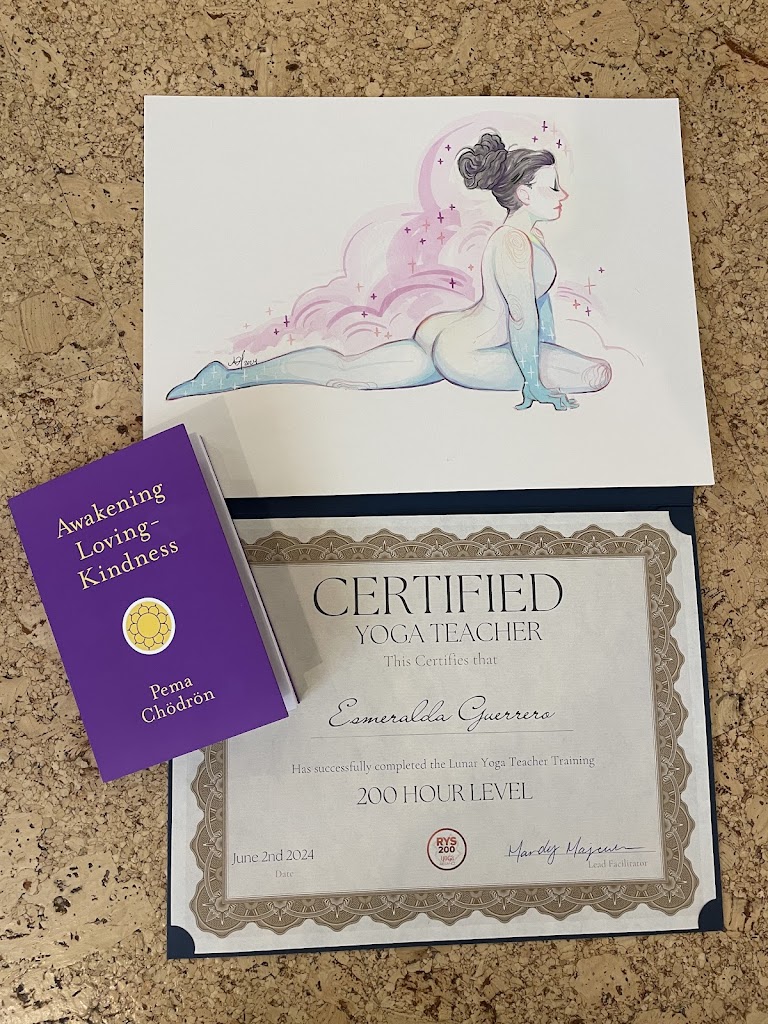 Awakening
Loving-
Kindness
Pema
Chödrön
CERTIFIED
YOGA TEACHER
This Certifies that
Esmeralda Guerrero
Has successfully completed the Lunar Yoga Teacher Training
200 HOUR LEVEL
June 2nd 2024
Date
RYS
200
Lead Facilitator